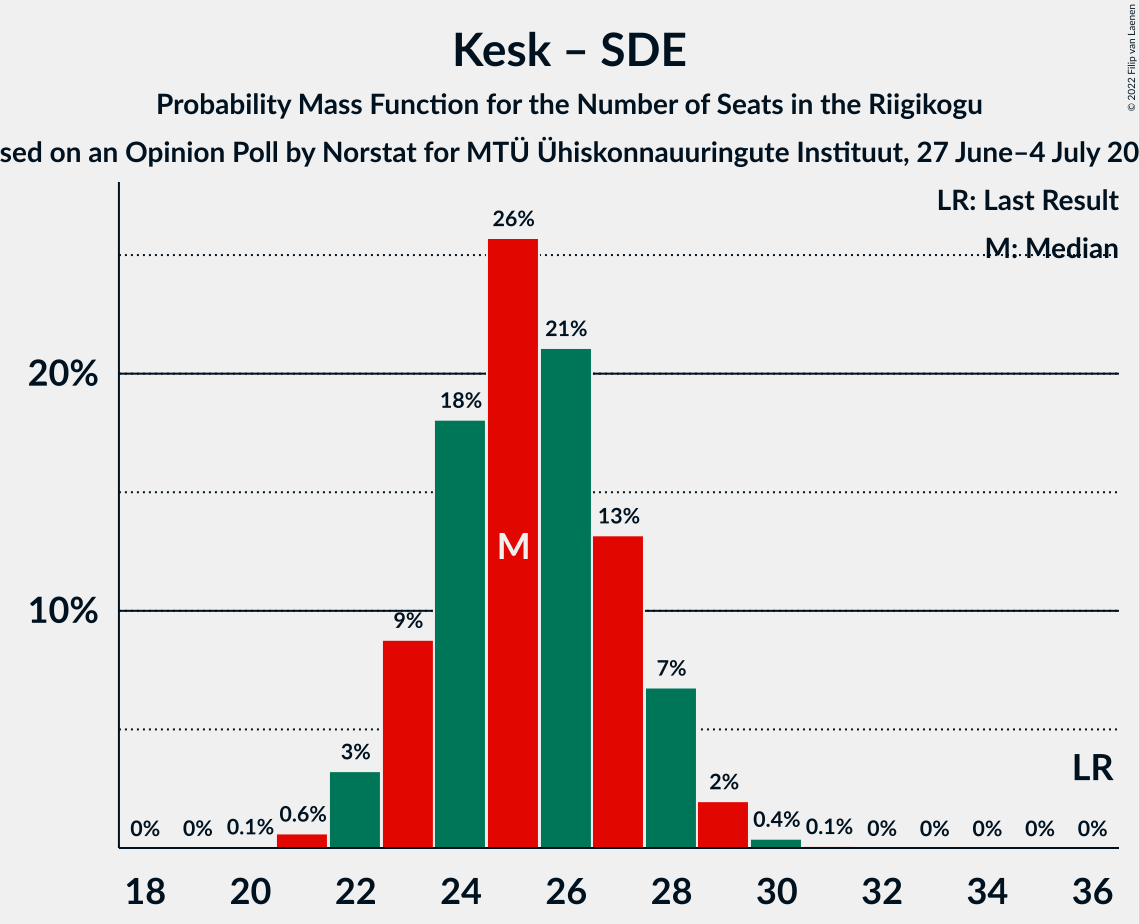 Kesk – SDE
Probability Mass Function for the Number of Seats in the Riigikogu
sed on an Opinion Poll by Norstat for MTÜ Ühiskonnauuringute Instituut, 27 June–4 July 20
© 2022 Filip van Laenen
LR: Last Result
M: Median
26%
21%
20%
18%
13%
M
10%
9%
7%
3%
LR
2%
0% 0% 0.1% 0.6% 0.4% 0.1% 0% 0% 0% 0% 0%
18 20 22 24 26 28 30 32 34 36